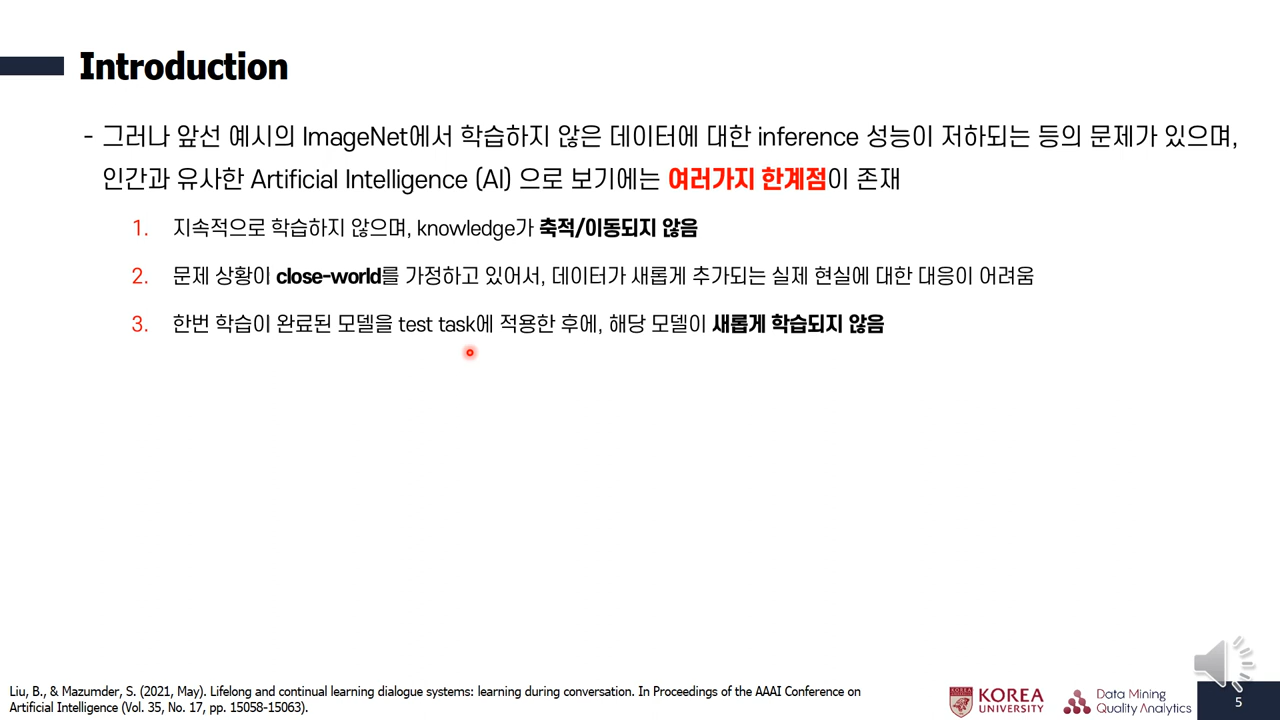 Introduction
- 그러나 앞선 예시의 ImageNet에서 학습하지 않은 데이터에 대한 inference 성능이 저하되는 등의 문제가 있으며,
인간과 유사한 Artificial Intelligence (AI) 으로 보기에는 여러가지 한계점이 존재
1. 지속적으로 학습하지 않으며, knowledge가 축적/이동되지 않음
2. 문제 상황이 close-world를 가정하고 있어서, 데이터가 새롭게 추가되는 실제 현실에 대한 대응이 어려움
3. 한번 학습이 완료된 모델을 test task에 적용한 후에, 해당 모델이 새롭게 학습되지 않음
Liu, B., & Mazumder, S. (2021, May). Lifelong and continual learning dialogue systems: learning during conversation. In Proceedings of the AAAI Conference on
Artificial Intelligence (Vol. 35, No. 17, pp. 15058-15063).
KOREA
UNIVERSITY
Data Mining
Quality Analytics
5